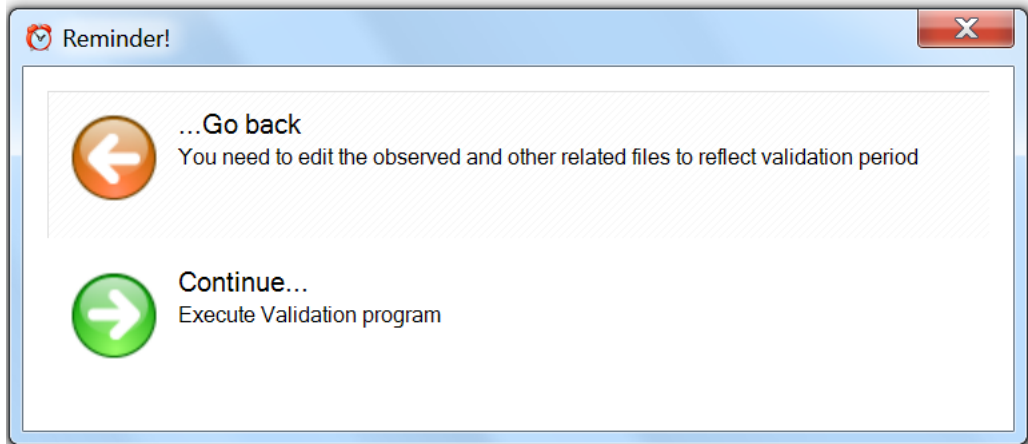 Reminder!
...Go back
You need to edit the observed and other related files to reflect validation period
Continue...
Execute Validation program